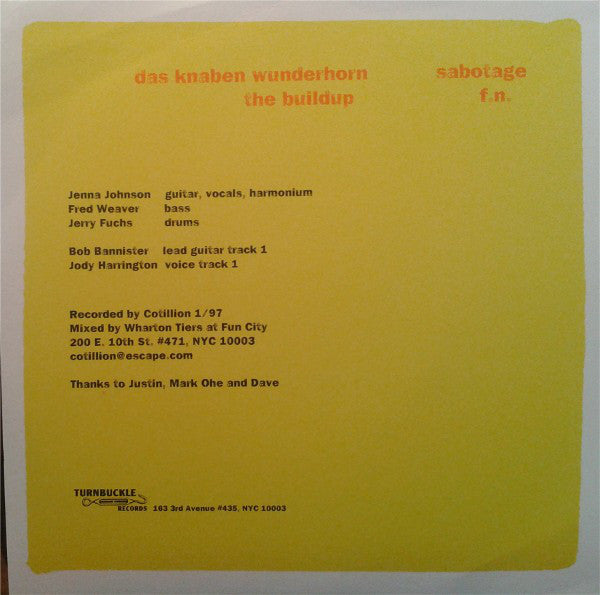 das knaben wunderhorn sabotage
the buildup f.n.
Jenna Johnson guitar, vocals, harmonium
Fred Weaver bass
Jerry Fuchs drums
Bob Bannister lead guitar track 1
Jody Harrington voice track 1
Recorded by Cotillion 1/97
Mixed by Wharton Tiers at Fun City
200 E. 10th St. #471, NYC 10003
cotillion@escape.com
Thanks to Justin, Mark Ohe and Dave
TURNBUCKLE
RECORDS 163 3rd Avenue #435, NYC 10003